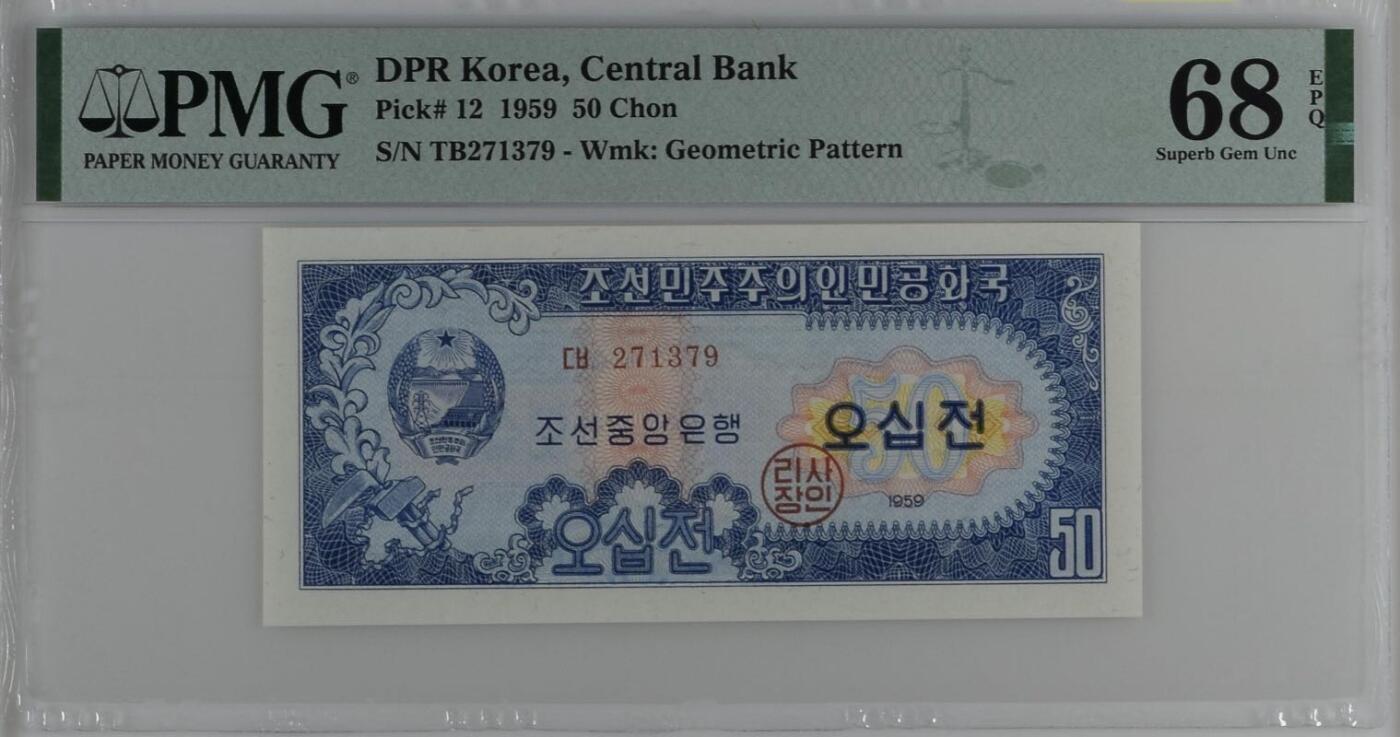 PMG®
PAPER MONEY GUARANTY
DPR Korea, Central Bank
Pick# 12 1959 50 Chon
S/N TB271379 - Wmk: Geometric Pattern
68
EPQ
Superb Gem Unc
조선민주주의인민공화국
대 271379
조선중앙은행
50
오십전
리사
장인
1959
오십전
50